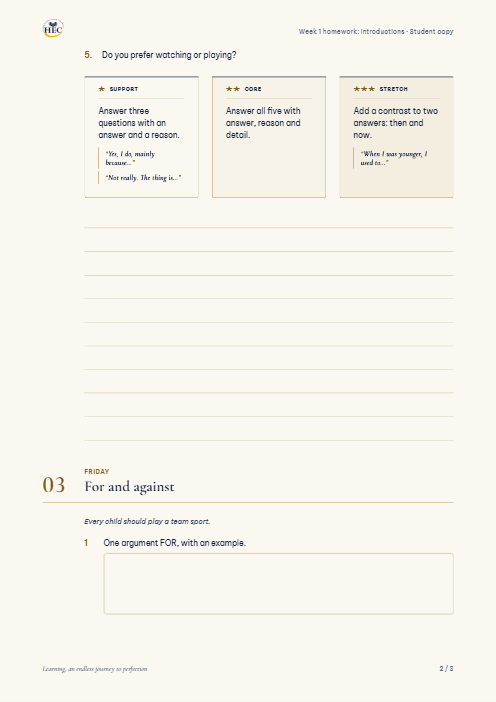 HEC
Week 1 homework: Introductions · Student copy
5. Do you prefer watching or playing?
★ SUPPORT
Answer three
questions with an
answer and a reason.
"Yes, I do, mainly
because…"
"Not really. The thing is…"
★★ CORE
Answer all five with
answer, reason and
detail.
★★★ STRETCH
Add a contrast to two
answers: then and
now.
"When I was younger, I
used to…"
03
FRIDAY
For and against
Every child should play a team sport.
1 One argument FOR, with an example.
Learning, an endless journey to perfection
2 / 3